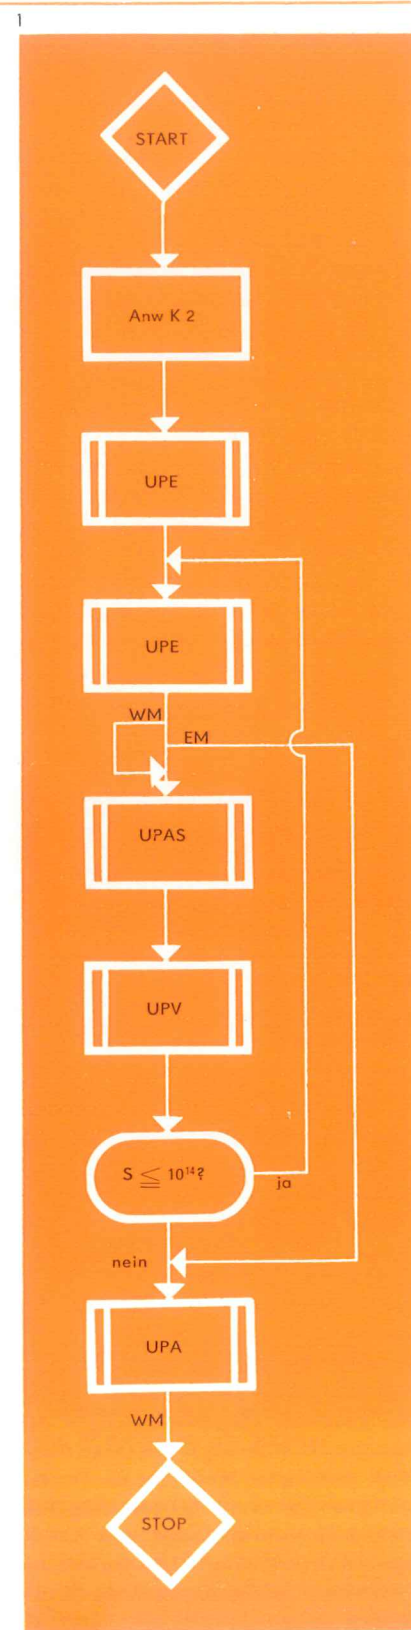 1
START
Anw K 2
UPE
UPE
WM
EM
UPAS
UPV
S ≦ 10¹⁴?
ja
nein
UPA
WM
STOP